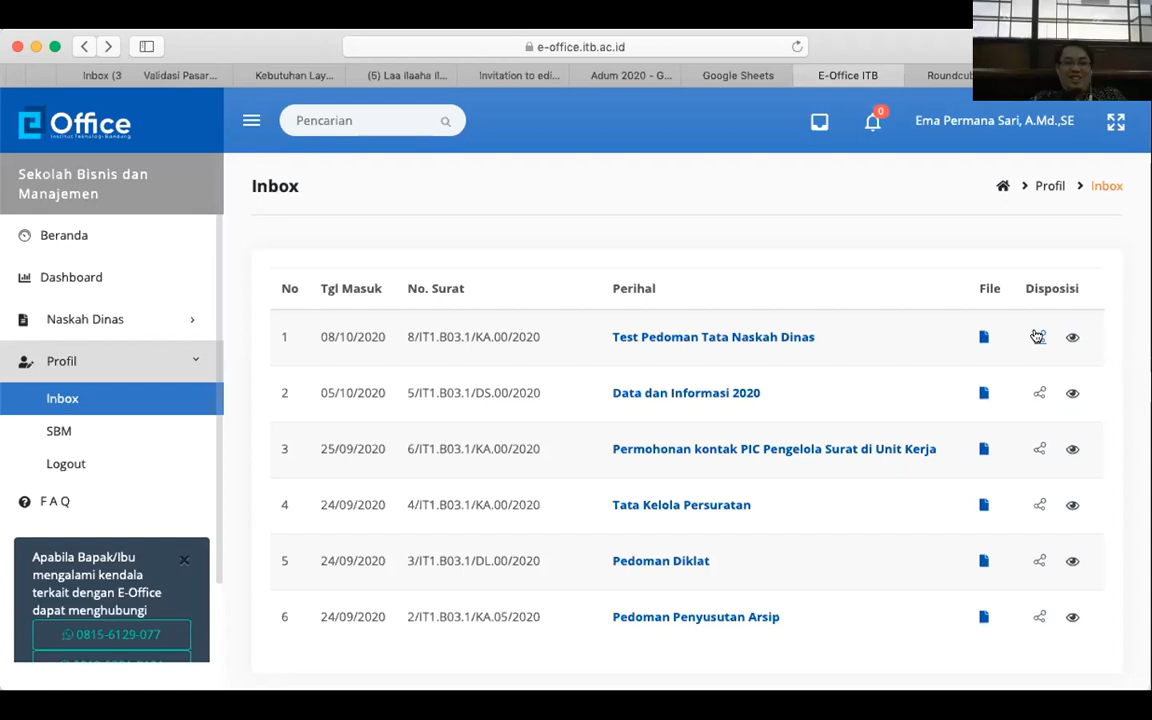 e-office.itb.ac.id
Inbox (3
Validasi Pasar...
Kebutuhan Lay...
(5) Laa ilaaha il...
Invitation to edi...
Adum 2020 - G...
Google Sheets
E-Office ITB
Roundcub
Office
Institut Teknologi Bandung
Pencarian
0
Ema Permana Sari, A.Md.,SE
Sekolah Bisnis dan
Manajemen
Inbox
Profil
Inbox
Beranda
Dashboard
Naskah Dinas
Profil
Inbox
SBM
Logout
F A Q
Apabila Bapak/Ibu
mengalami kendala
terkait dengan E-Office
dapat menghubungi
0815-6129-077
No Tgl Masuk No. Surat Perihal File Disposisi
1 08/10/2020 8/IT1.B03.1/KA.00/2020 Test Pedoman Tata Naskah Dinas
2 05/10/2020 5/IT1.B03.1/DS.00/2020 Data dan Informasi 2020
3 25/09/2020 6/IT1.B03.1/KA.00/2020 Permohonan kontak PIC Pengelola Surat di Unit Kerja
4 24/09/2020 4/IT1.B03.1/KA.00/2020 Tata Kelola Persuratan
5 24/09/2020 3/IT1.B03.1/DL.00/2020 Pedoman Diklat
6 24/09/2020 2/IT1.B03.1/KA.05/2020 Pedoman Penyusutan Arsip